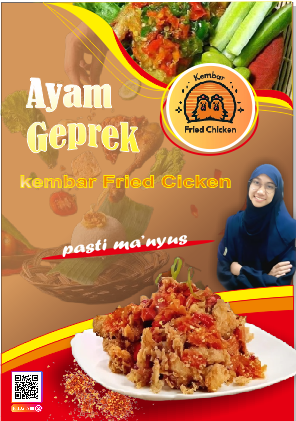 Kembar
Fried Chicken
Ayam
Geprek
kembar Fried Cicken
pasti ma'nyus